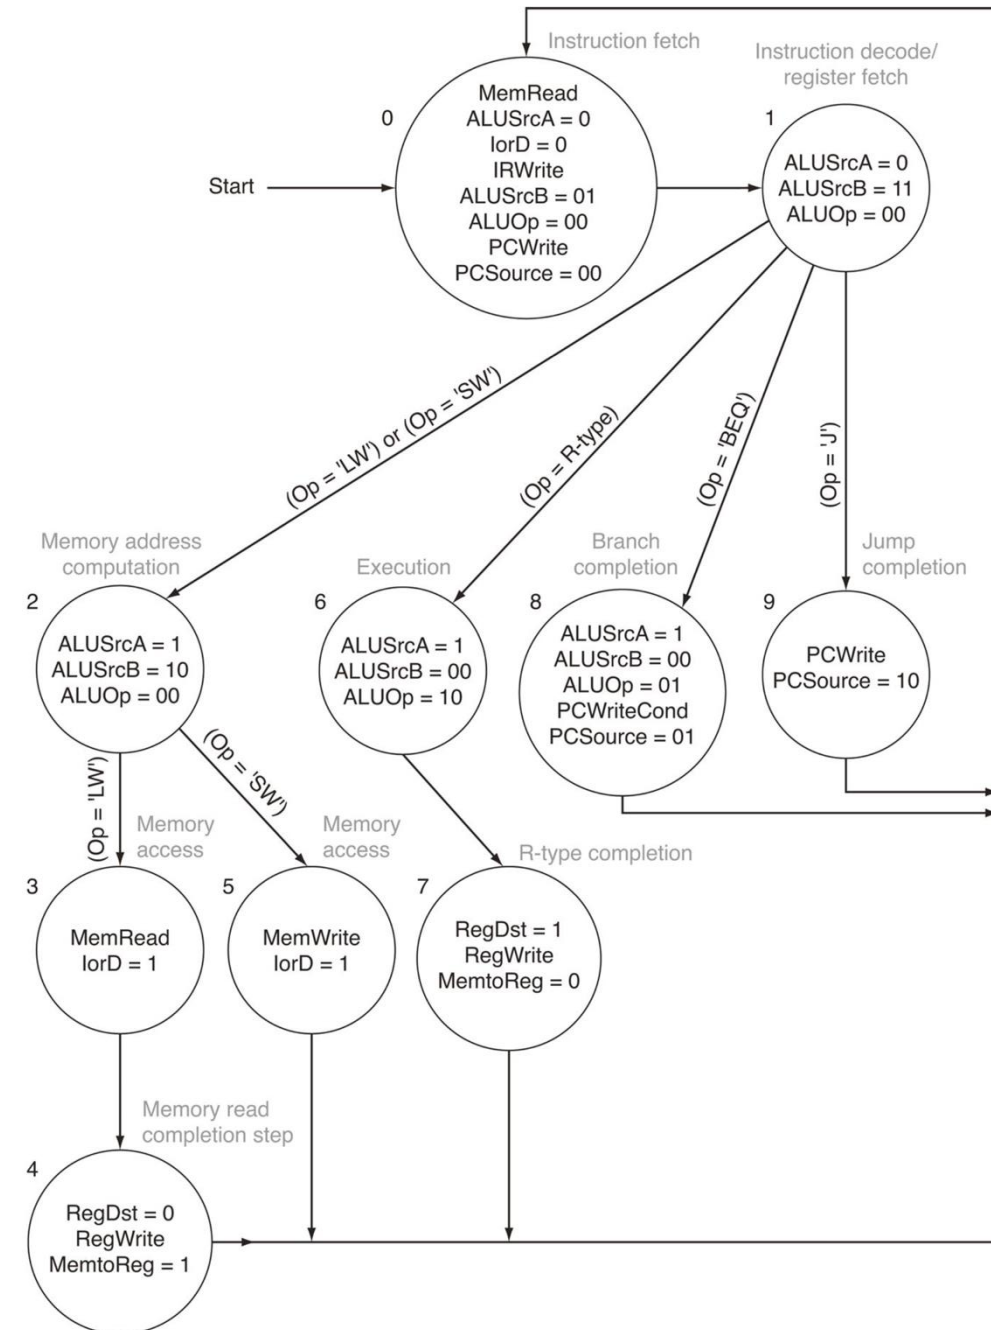 Instruction fetch
0
MemRead
ALUSrcA = 0
IorD = 0
IRWrite
ALUSrcB = 01
ALUOp = 00
PCWrite
PCSource = 00
Start
Instruction decode/
register fetch
1
ALUSrcA = 0
ALUSrcB = 11
ALUOp = 00
(Op = 'LW') or (Op = 'SW')
(Op = R-type)
(Op = 'BEQ')
(Op = 'J')
Memory address
computation
2
ALUSrcA = 1
ALUSrcB = 10
ALUOp = 00
Execution
6
ALUSrcA = 1
ALUSrcB = 00
ALUOp = 10
Branch
completion
8
ALUSrcA = 1
ALUSrcB = 00
ALUOp = 01
PCWriteCond
PCSource = 01
Jump
completion
9
PCWrite
PCSource = 10
(Op = 'LW')
(Op = 'SW')
Memory
access
3
MemRead
IorD = 1
Memory
access
5
MemWrite
IorD = 1
R-type completion
7
RegDst = 1
RegWrite
MemtoReg = 0
Memory read
completion step
4
RegDst = 0
RegWrite
MemtoReg = 1